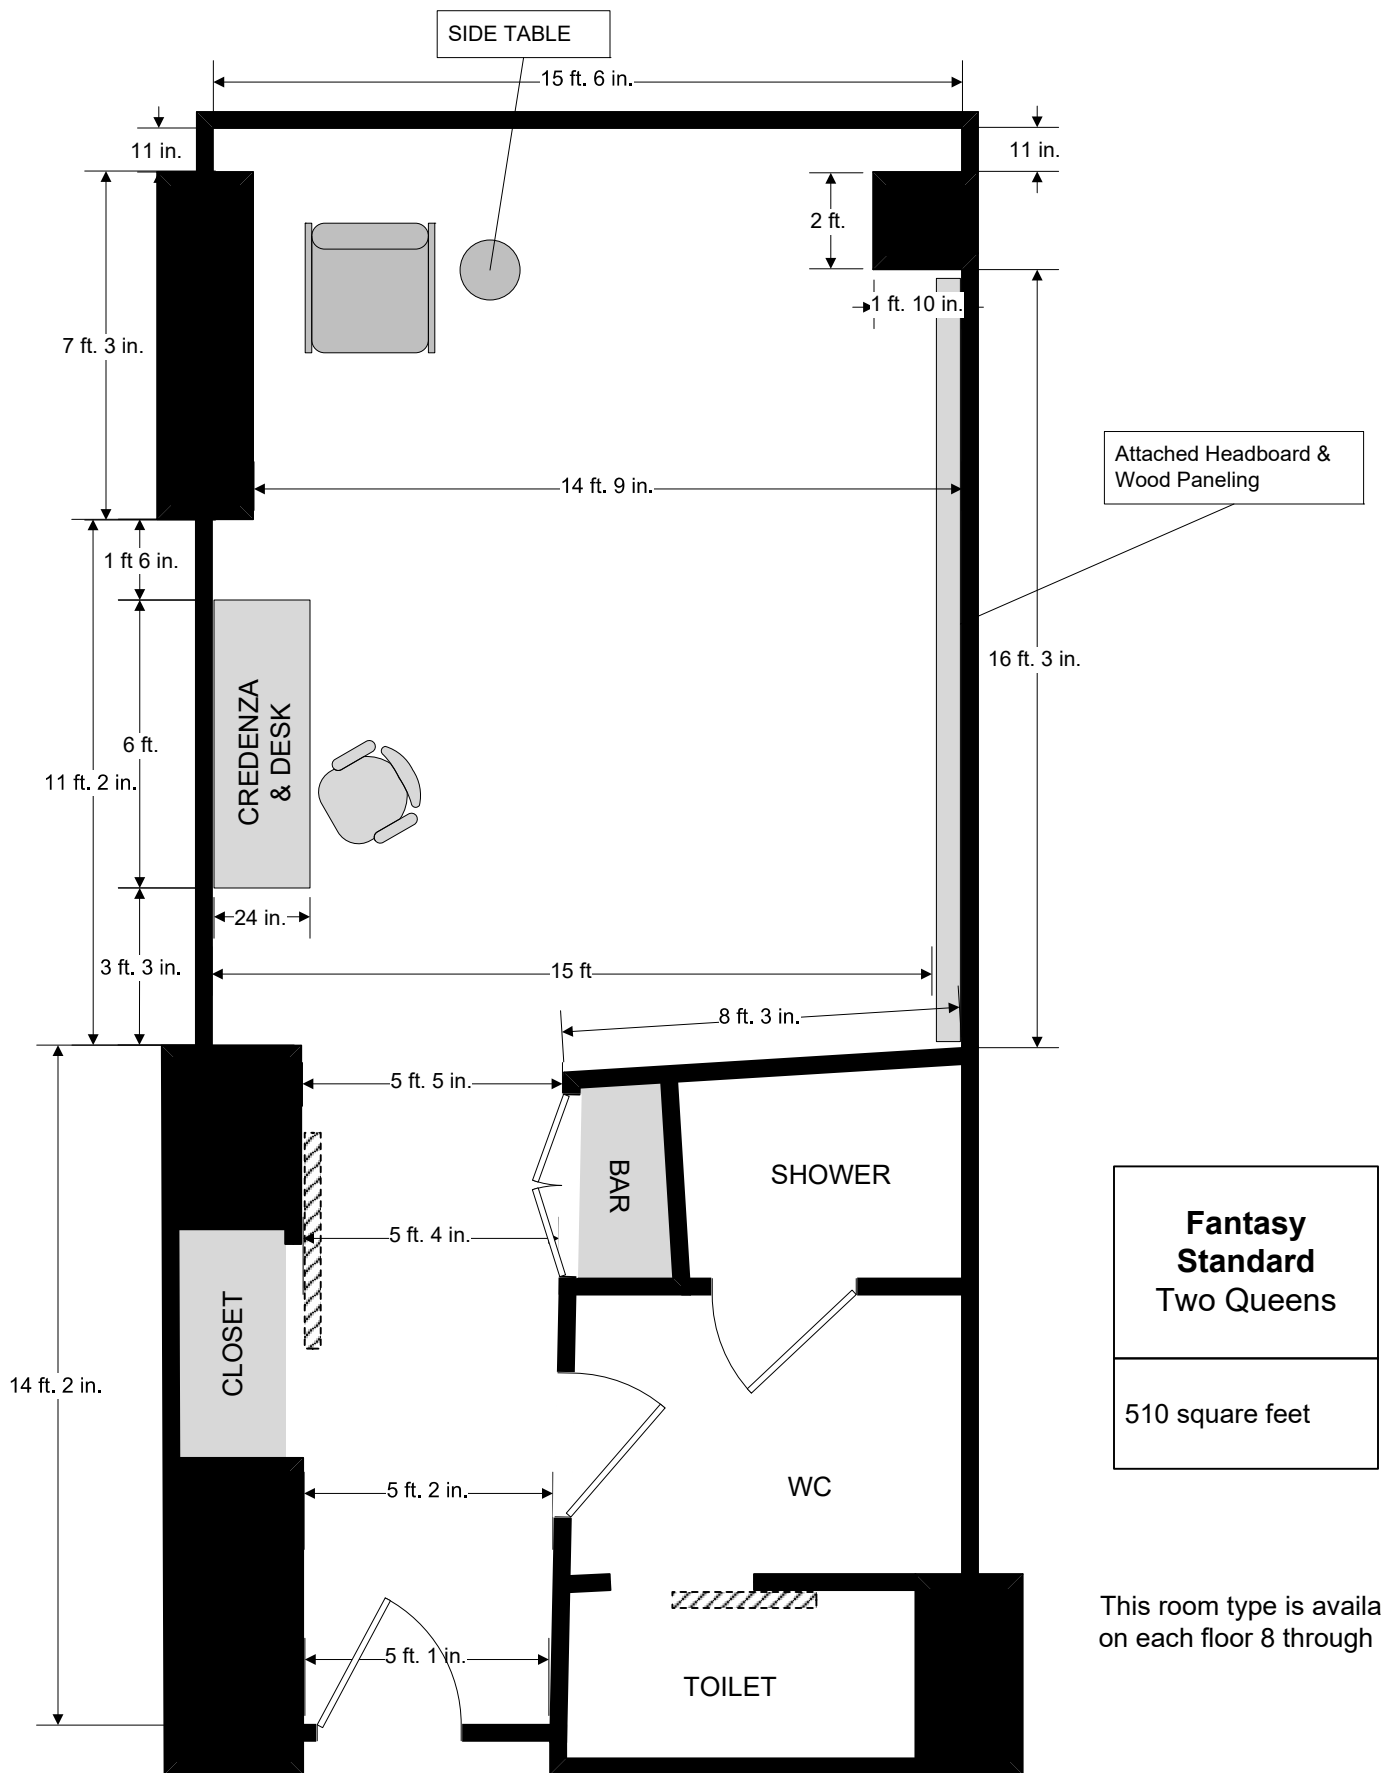 SIDE TABLE
15 ft. 6 in.
11 in.
11 in.
2 ft.
1 ft. 10 in.
7 ft. 3 in.
Attached Headboard &
Wood Paneling
14 ft. 9 in.
1 ft 6 in.
16 ft. 3 in.
CREDENZA
& DESK
6 ft.
11 ft. 2 in.
24 in.
3 ft. 3 in.
15 ft
8 ft. 3 in.
5 ft. 5 in.
BAR
SHOWER
5 ft. 4 in.
Fantasy
Standard
Two Queens
CLOSET
14 ft. 2 in.
510 square feet
5 ft. 2 in.
WC
This room type is availa
on each floor 8 through
5 ft. 1 in.
TOILET